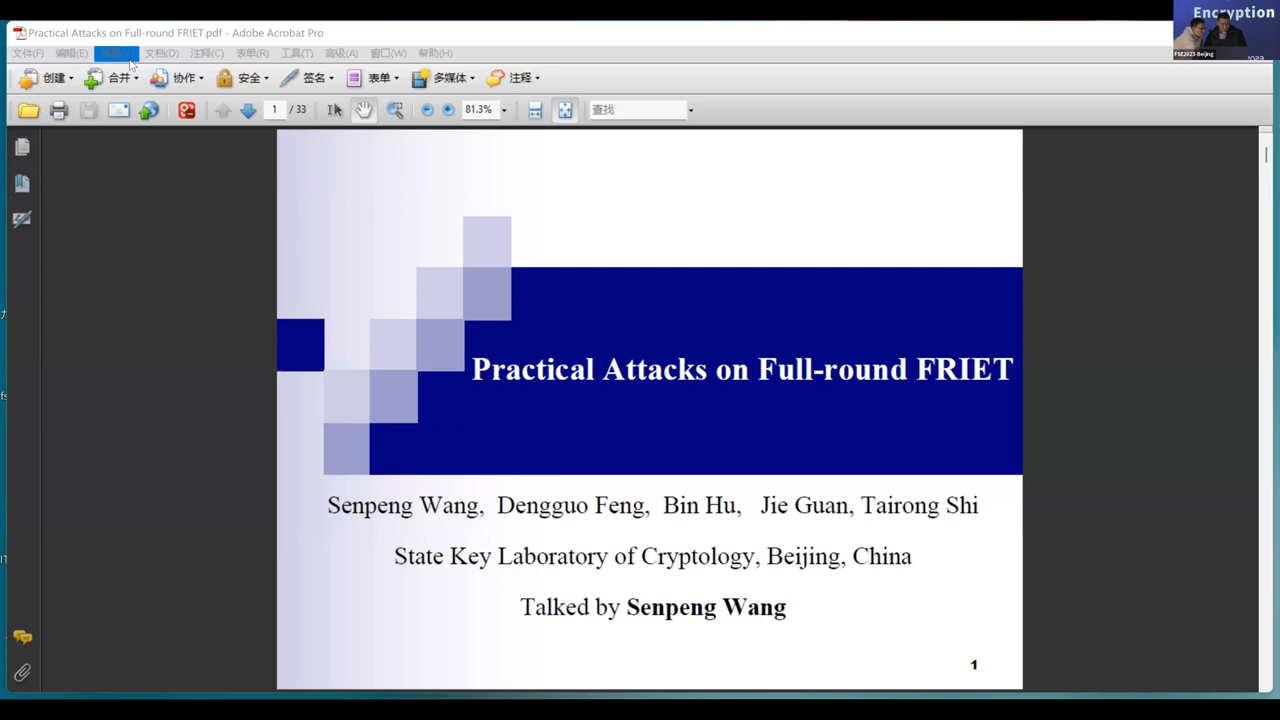 Practical Attacks on Full-round FRIET.pdf - Adobe Acrobat Pro
Encryption
FSE2023-Beijing
文件(F) 编辑(E) 文档(D) 注释(C) 表单(R) 工具(T) 高级(A) 窗口(W) 帮助(H)
创建 合并 协作 安全 签名 表单 多媒体 注释
1 / 33 81.3% 查找
Practical Attacks on Full-round FRIET
Senpeng Wang, Dengguo Feng, Bin Hu, Jie Guan, Tairong Shi
State Key Laboratory of Cryptology, Beijing, China
Talked by Senpeng Wang
1